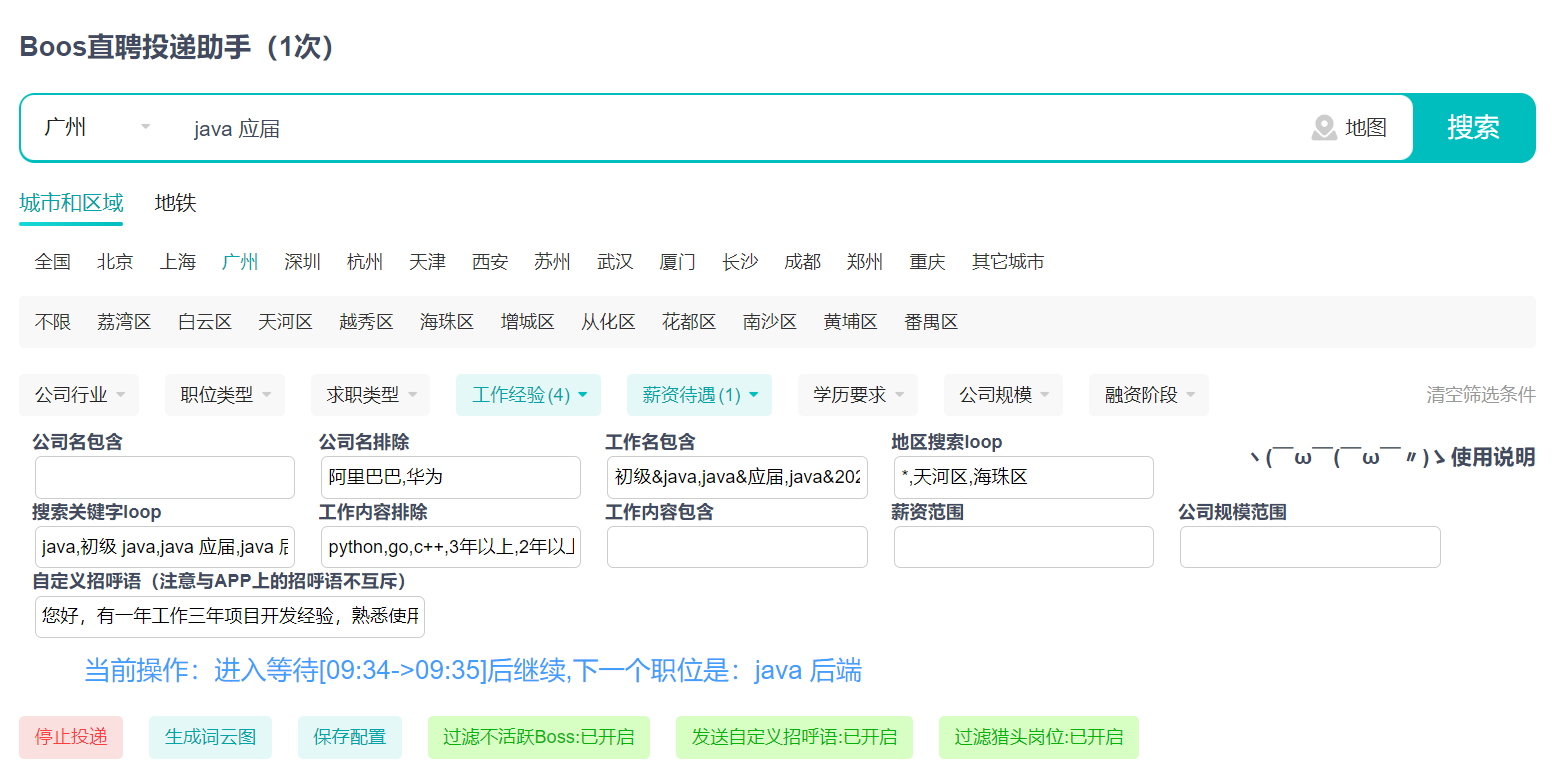 Boos直聘投递助手（1次）
广州 java 应届 地图 搜索
城市和区域 地铁
全国 北京 上海 广州 深圳 杭州 天津 西安 苏州 武汉 厦门 长沙 成都 郑州 重庆 其它城市
不限 荔湾区 白云区 天河区 越秀区 海珠区 增城区 从化区 花都区 南沙区 黄埔区 番禺区
公司行业 职位类型 求职类型 工作经验(4) 薪资待遇(1) 学历要求 公司规模 融资阶段 清空筛选条件
公司名包含 公司名排除 工作名包含 地区搜索loop ヽ(￣ω￣(￣ω￣〃)ゝ使用说明
阿里巴巴,华为 初级&java,java&应届,java&202 *,天河区,海珠区
搜索关键字loop 工作内容排除 工作内容包含 薪资范围 公司规模范围
java,初级 java,java 应届,java 后 python,go,c++,3年以上,2年以上
自定义招呼语（注意与APP上的招呼语不互斥）
您好，有一年工作三年项目开发经验，熟悉使用
当前操作：进入等待[09:34->09:35]后继续,下一个职位是：java 后端
停止投递 生成词云图 保存配置 过滤不活跃Boss:已开启 发送自定义招呼语:已开启 过滤猎头岗位:已开启